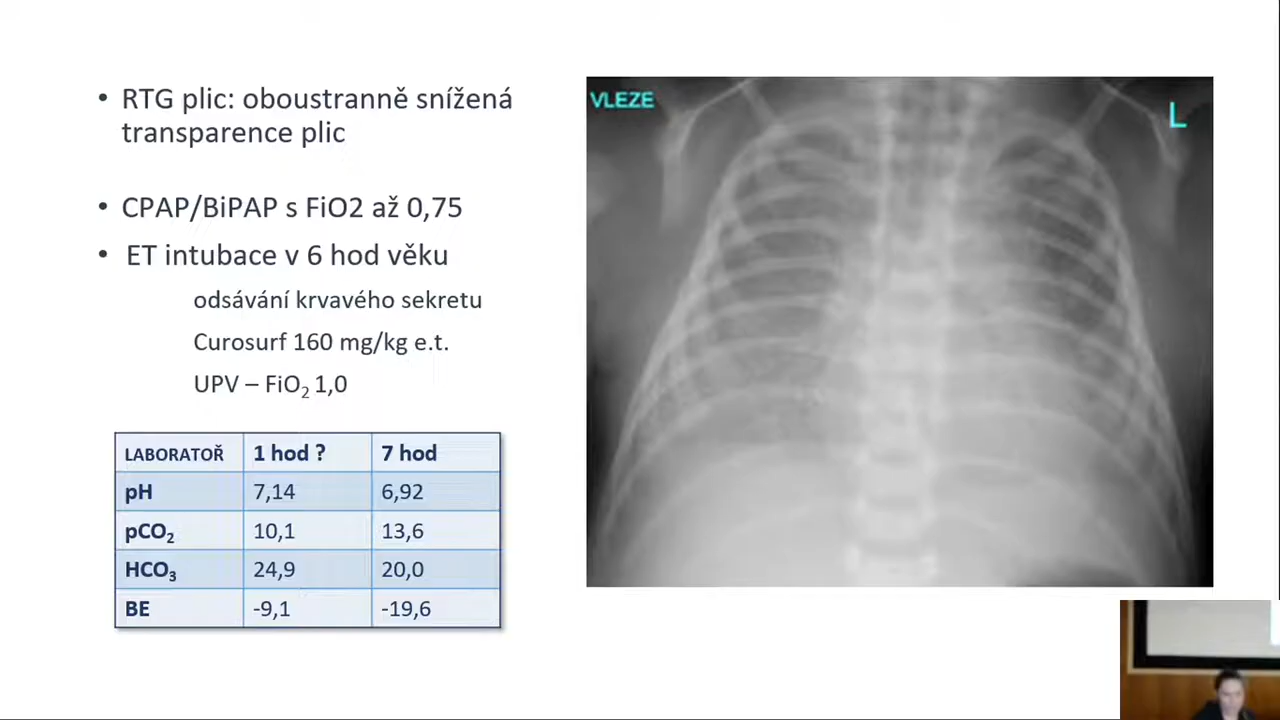 • RTG plic: oboustranně snížená
transparence plic
• CPAP/BiPAP s FiO2 až 0,75
• ET intubace v 6 hod věku
odsávání krvavého sekretu
Curosurf 160 mg/kg e.t.
UPV – FiO₂ 1,0
LABORATOŘ 1 hod ? 7 hod
pH 7,14 6,92
pCO₂ 10,1 13,6
HCO₃ 24,9 20,0
BE -9,1 -19,6
VLEZE
L